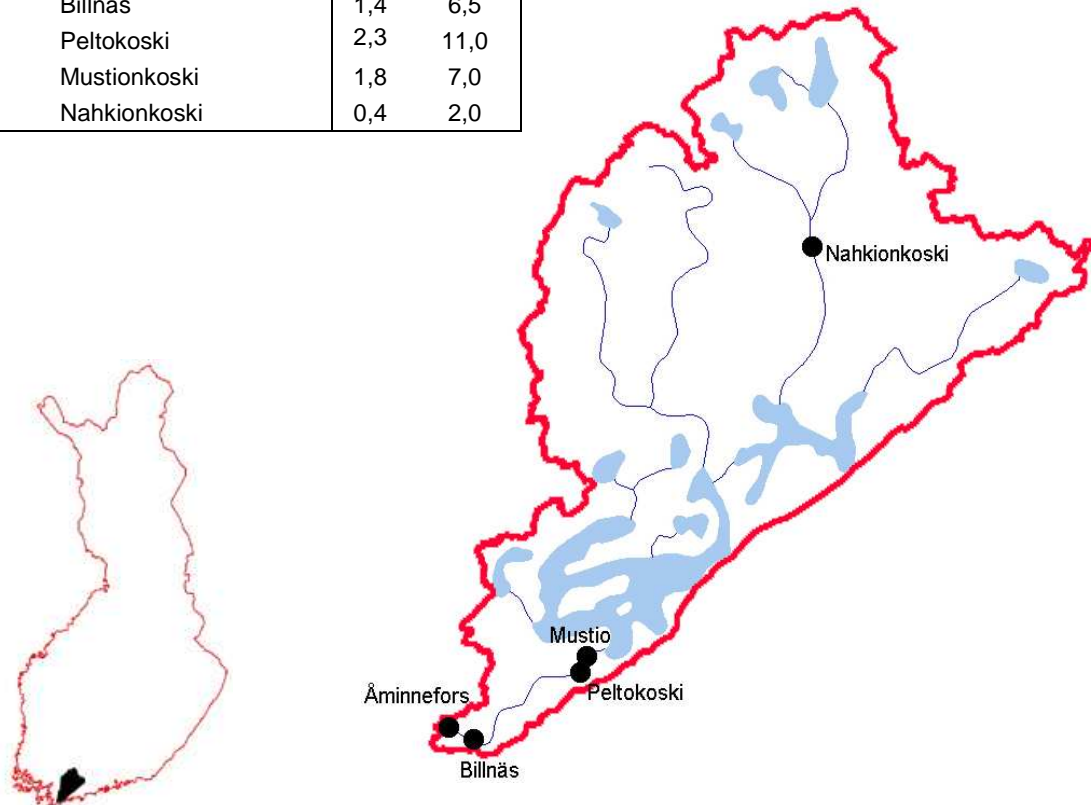 Billnäs 1,4 6,5
Peltokoski 2,3 11,0
Mustionkoski 1,8 7,0
Nahkionkoski 0,4 2,0
Nahkionkoski
Mustio
Peltokoski
Åminnefors
Billnäs